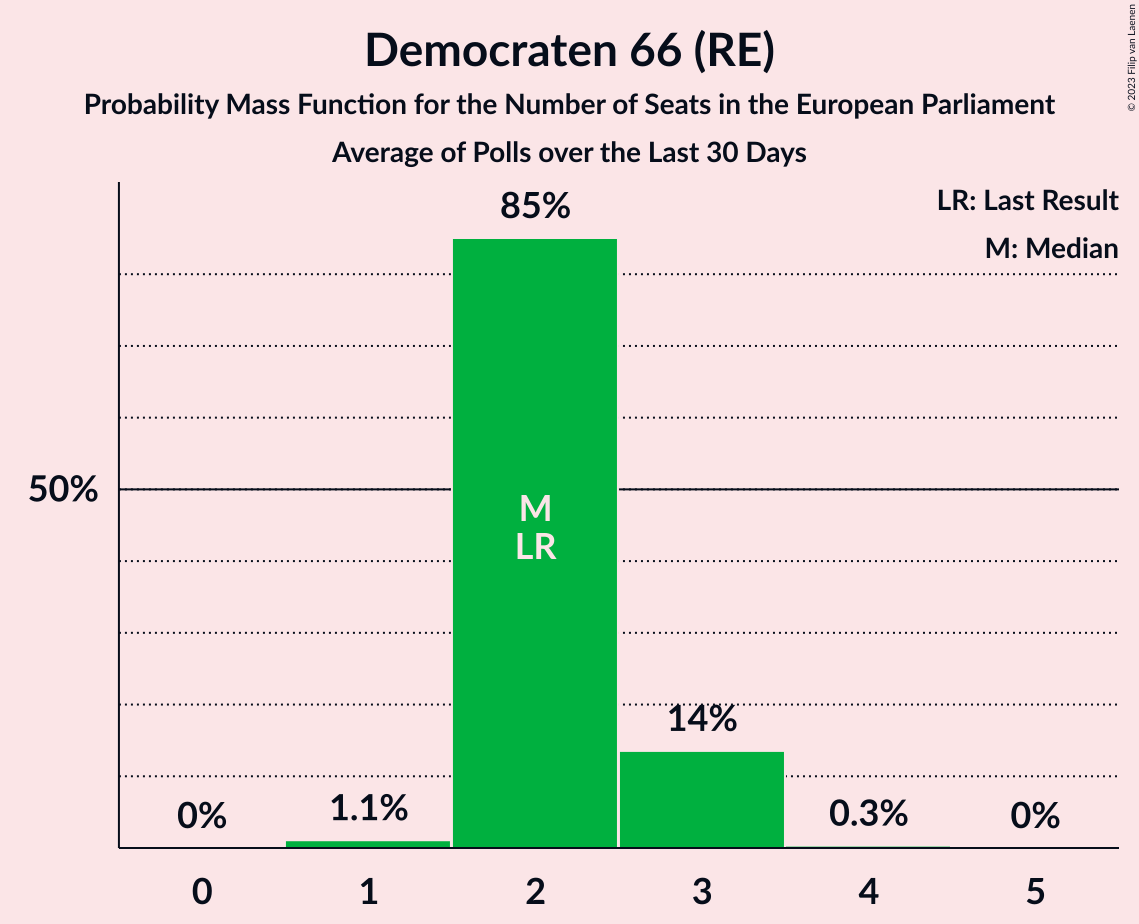 Democraten 66 (RE)
Probability Mass Function for the Number of Seats in the European Parliament
Average of Polls over the Last 30 Days
© 2023 Filip van Laenen
LR: Last Result
M: Median
85%
50%
M
LR
14%
0%
1.1%
0.3%
0%
0
1
2
3
4
5